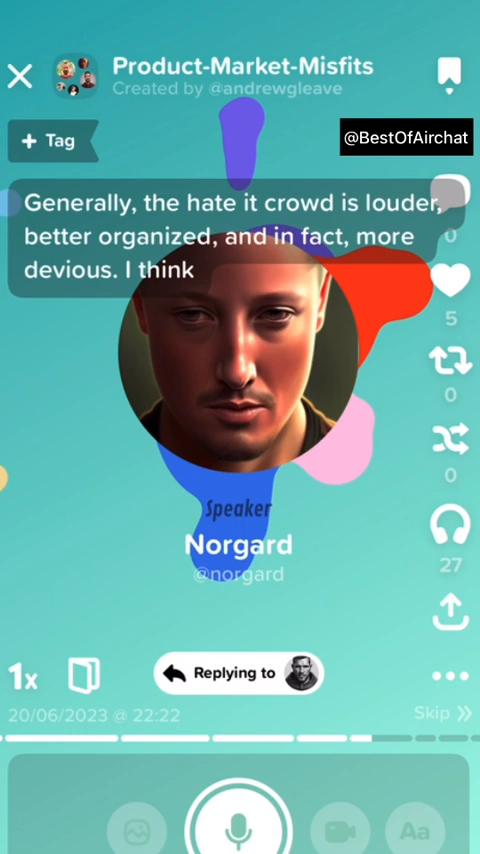 Product-Market-Misfits
Created by @andrewgleave
+ Tag
@BestOfAirchat
Generally, the hate it crowd is louder,
better organized, and in fact, more
devious. I think
0
5
0
0
27
Speaker
Norgard
@norgard
1x
Replying to
20/06/2023 @ 22:22
Skip
Aa